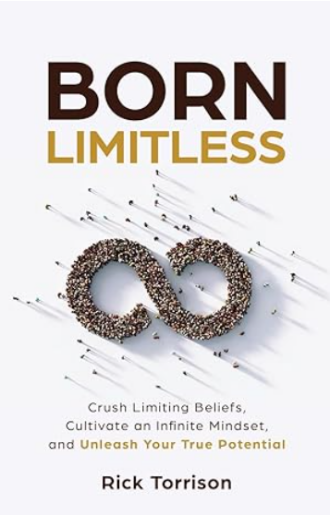 BORN
LIMITLESS
Crush Limiting Beliefs,
Cultivate an Infinite Mindset,
and Unleash Your True Potential
Rick Torrison